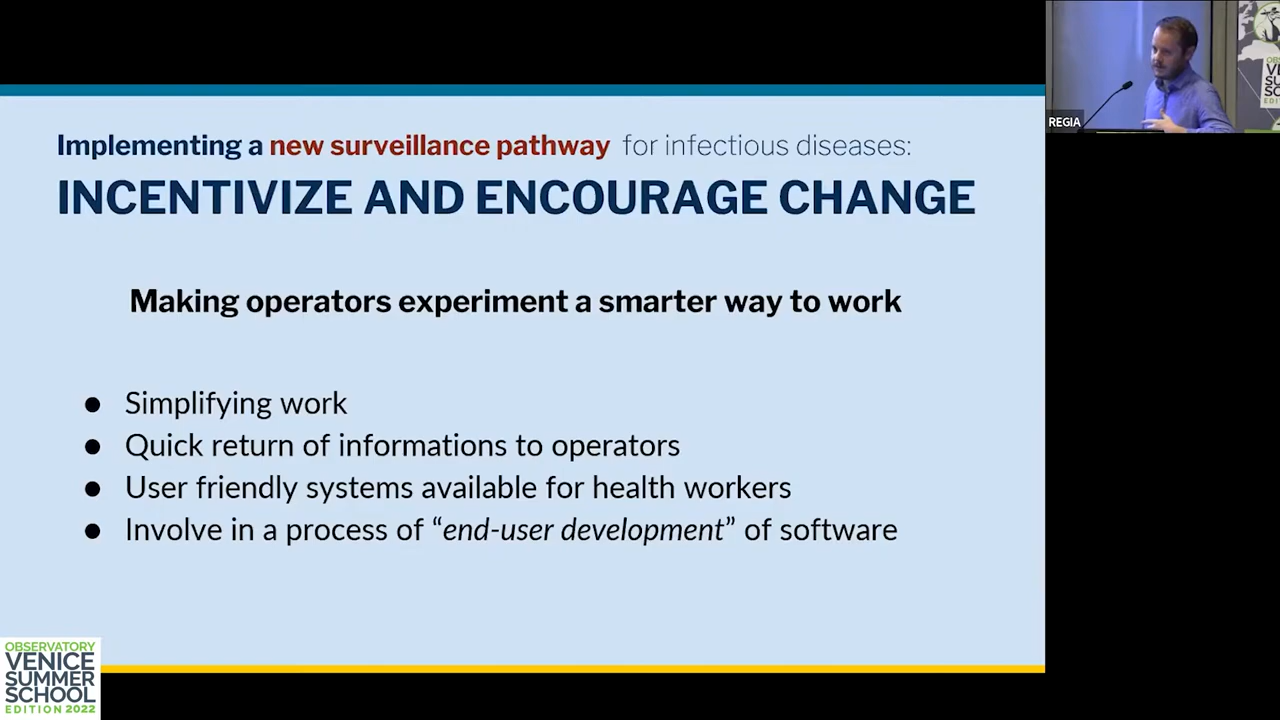 Implementing a new surveillance pathway for infectious diseases:
INCENTIVIZE AND ENCOURAGE CHANGE
Making operators experiment a smarter way to work
● Simplifying work
● Quick return of informations to operators
● User friendly systems available for health workers
● Involve in a process of “end-user development” of software
REGIA
OBSERVATORY
VENICE
SUMMER
SCHOOL
EDITION 2022